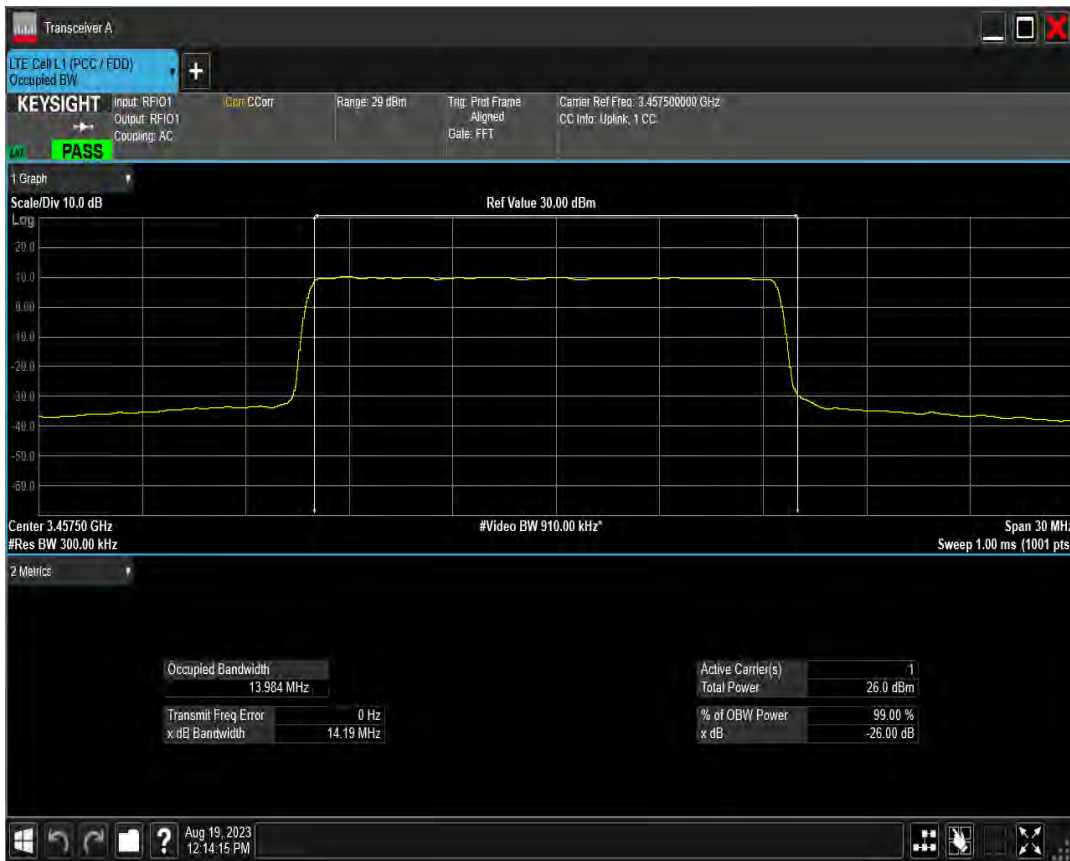 Transceiver A
LTE Cell L1 (PCC / FDD)
Occupied BW
KEYSIGHT
Input: RFIO1
Output: RFIO1
Coupling: AC
Corr CCorr
Range: 29 dBm
Trig: Prot Frame
Aligned
Gate: FFT
Carrier Ref Freq: 3.457500000 GHz
CC Info: Uplink, 1 CC
PASS
1 Graph
Scale/Div 10.0 dB
Ref Value 30.00 dBm
Log
20.0
10.0
0.00
-10.0
-20.0
-30.0
-40.0
-50.0
-60.0
Center 3.45750 GHz
#Video BW 910.00 kHz*
Span 30 MHz
#Res BW 300.00 kHz
Sweep 1.00 ms (1001 pts
2 Metrics
Occupied Bandwidth
13.984 MHz
Transmit Freq Error 0 Hz
x dB Bandwidth 14.19 MHz
Active Carrier(s) 1
Total Power 26.0 dBm
% of OBW Power 99.00 %
x dB -26.00 dB
Aug 19, 2023
12:14:15 PM